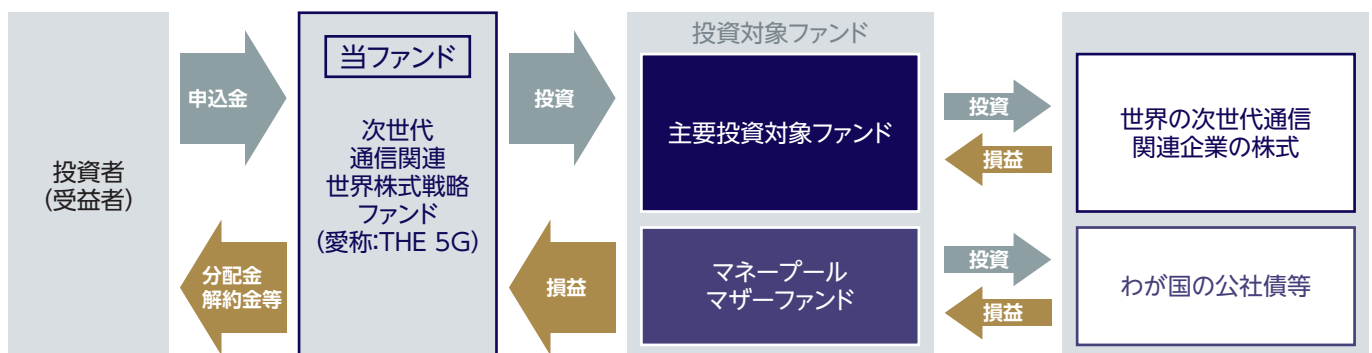 投資者
(受益者)
申込金
分配金
解約金等
当ファンド
次世代
通信関連
世界株式戦略
ファンド
(愛称:THE 5G)
投資
損益
投資対象ファンド
主要投資対象ファンド
マネープール
マザーファンド
投資
損益
投資
損益
世界の次世代通信
関連企業の株式
わが国の公社債等